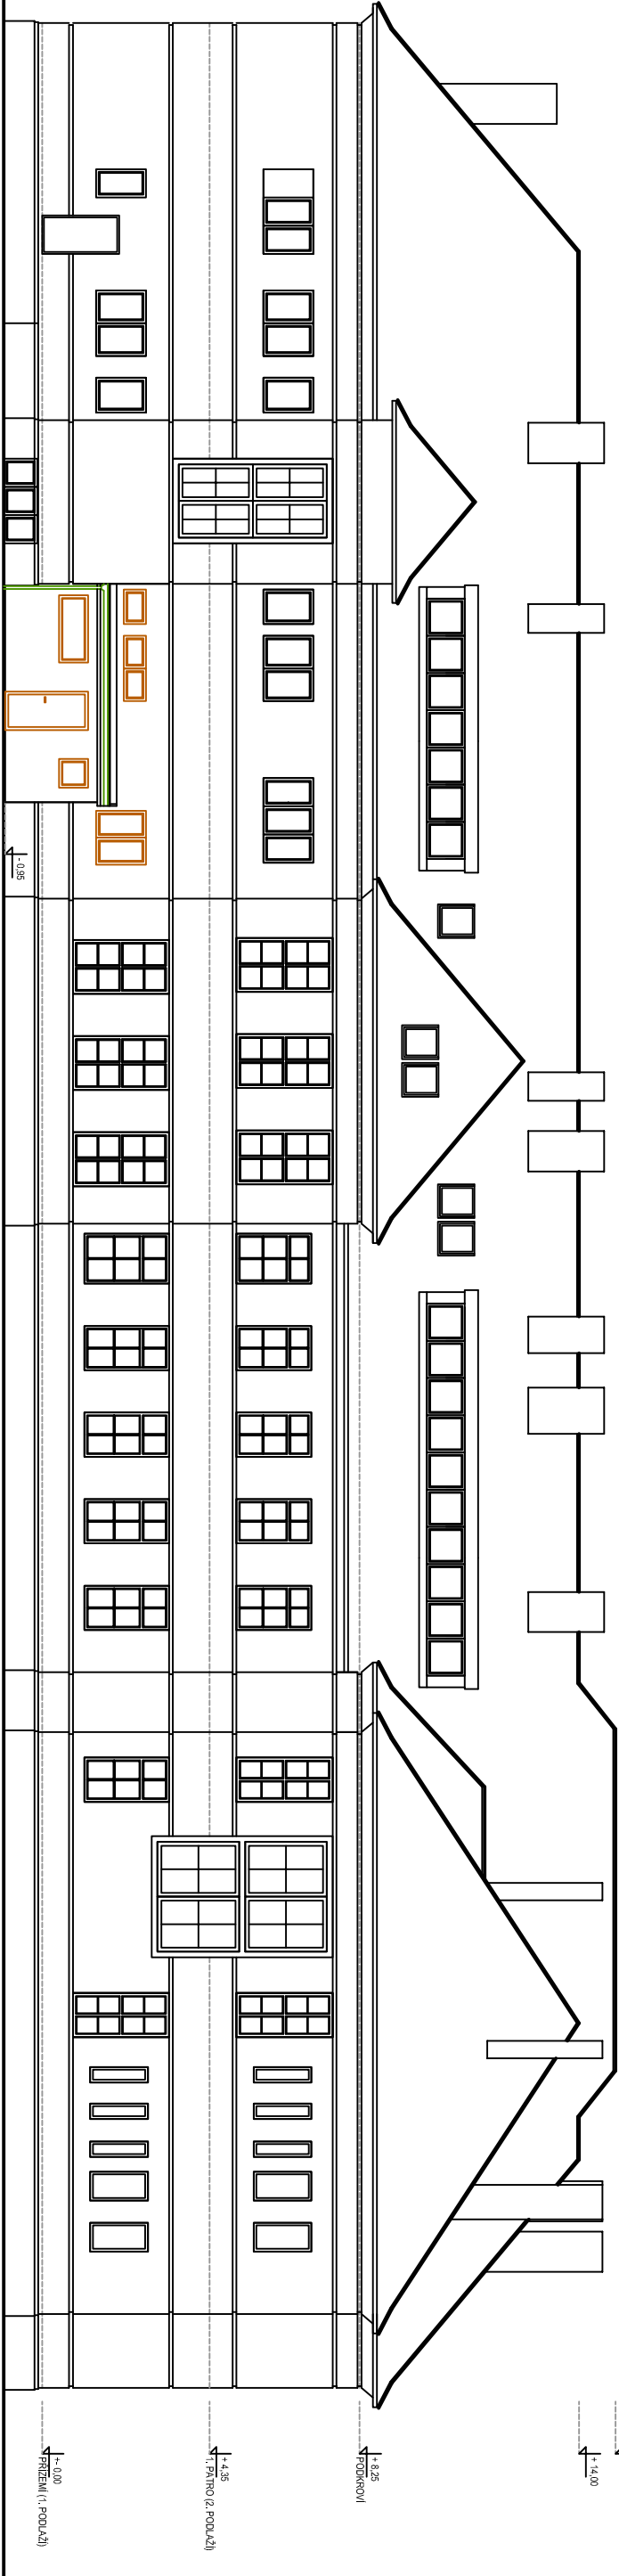 - 0,95
+ 14,00
+ 8,25
PODKROVÍ
+ 4,35
1. PATRO (2. PODLAŽÍ)
+- 0,00
PŘÍZEMÍ (1. PODLAŽÍ)